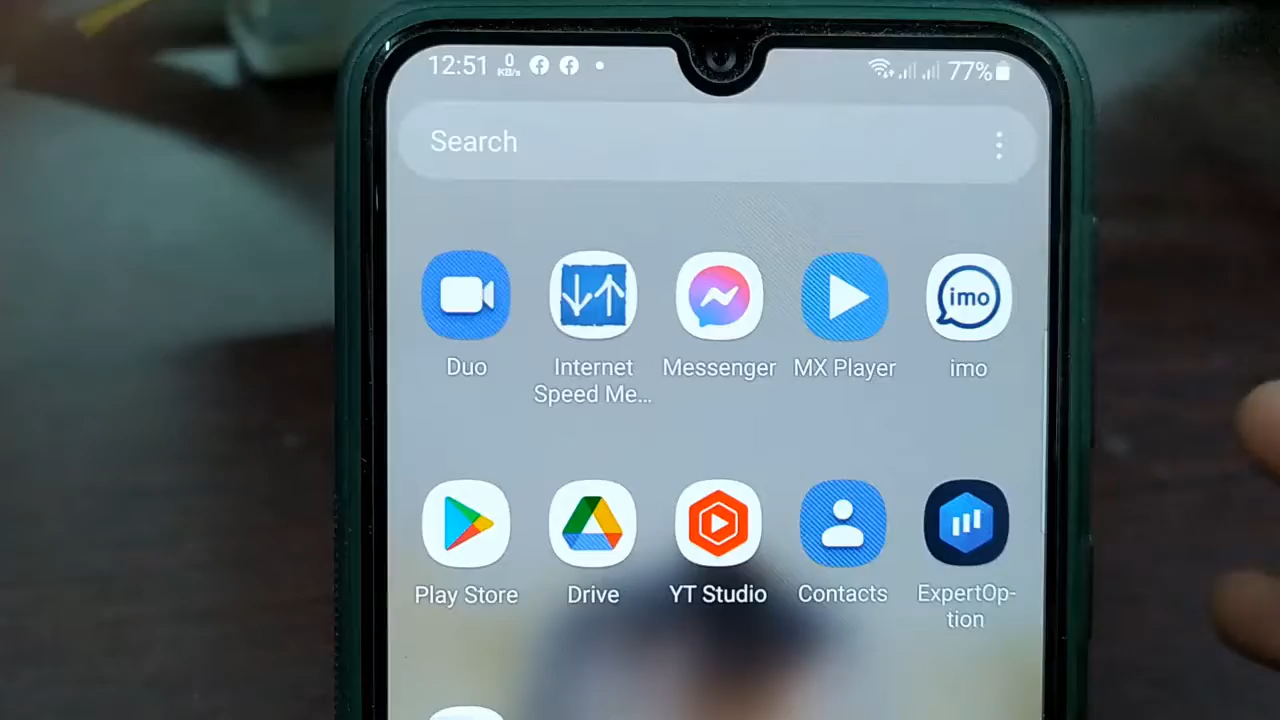 12:51 0 KB/s 77%
Search
Duo
Internet Speed Me...
Messenger
MX Player
imo
imo
Play Store
Drive
YT Studio
Contacts
ExpertOp-
tion